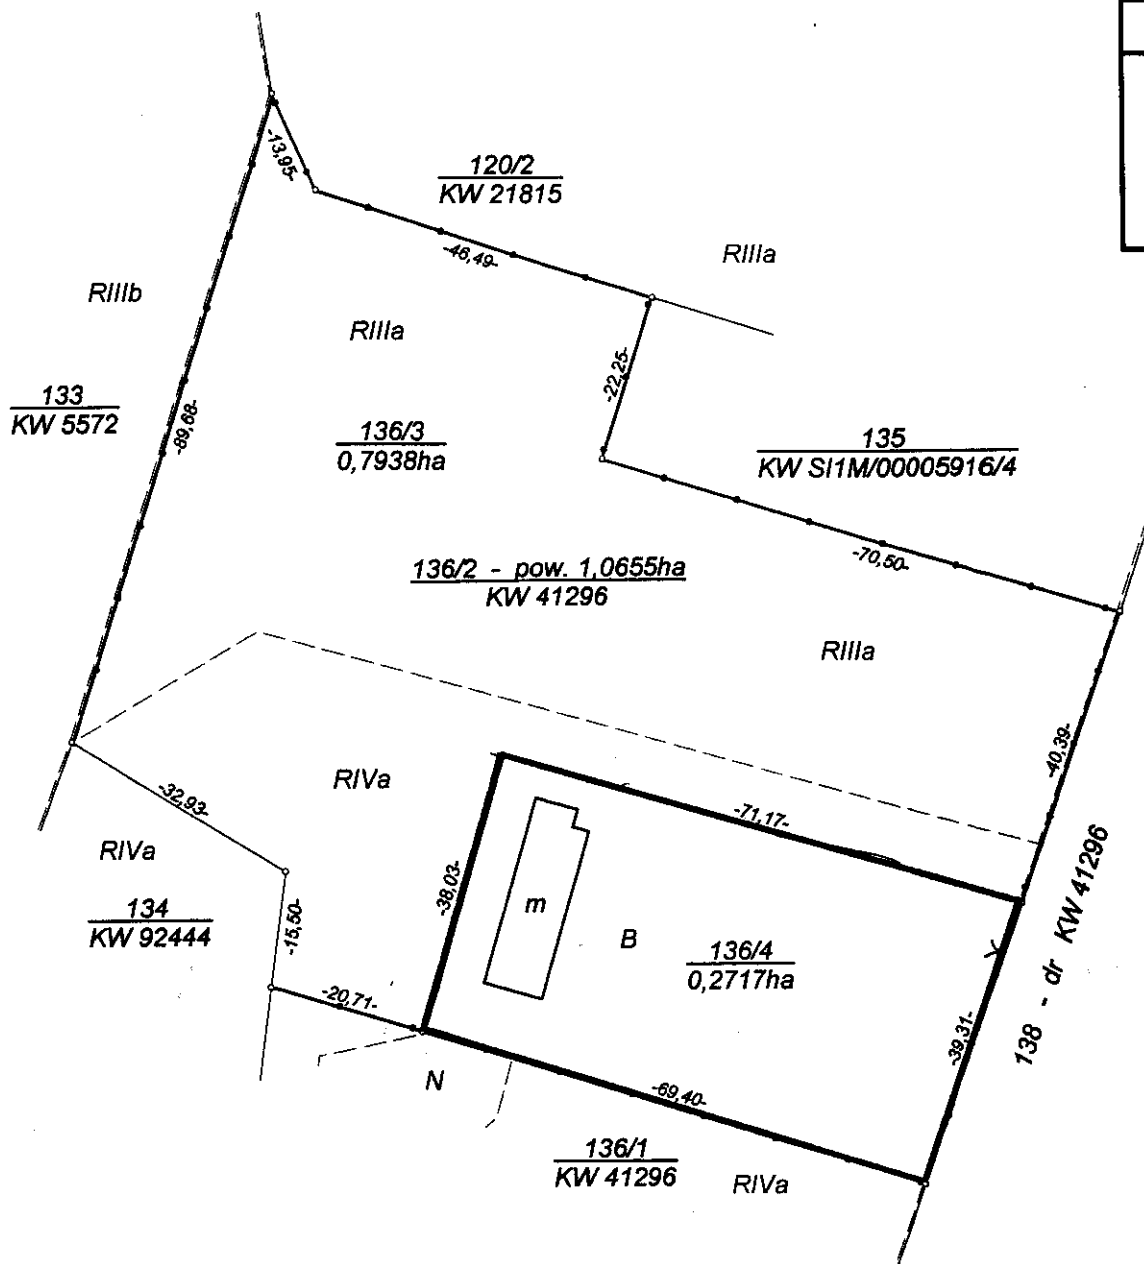 -13,95-
120/2
KW 21815
-46,49-
RIIIa
RIIIb
RIIIa
-22,25-
133
KW 5572
-89,68-
136/3
0,7938ha
135
KW SI1M/00005916/4
-70,50-
136/2 - pow. 1,0655ha
KW 41296
RIIIa
-40,39-
RIVa
-32,93-
-71,17-
RIVa
134
KW 92444
-15,50-
-38,03-
m
B
136/4
0,2717ha
138 - dr KW 41296
-20,71-
-39,31-
N
-69,40-
136/1
KW 41296
RIVa